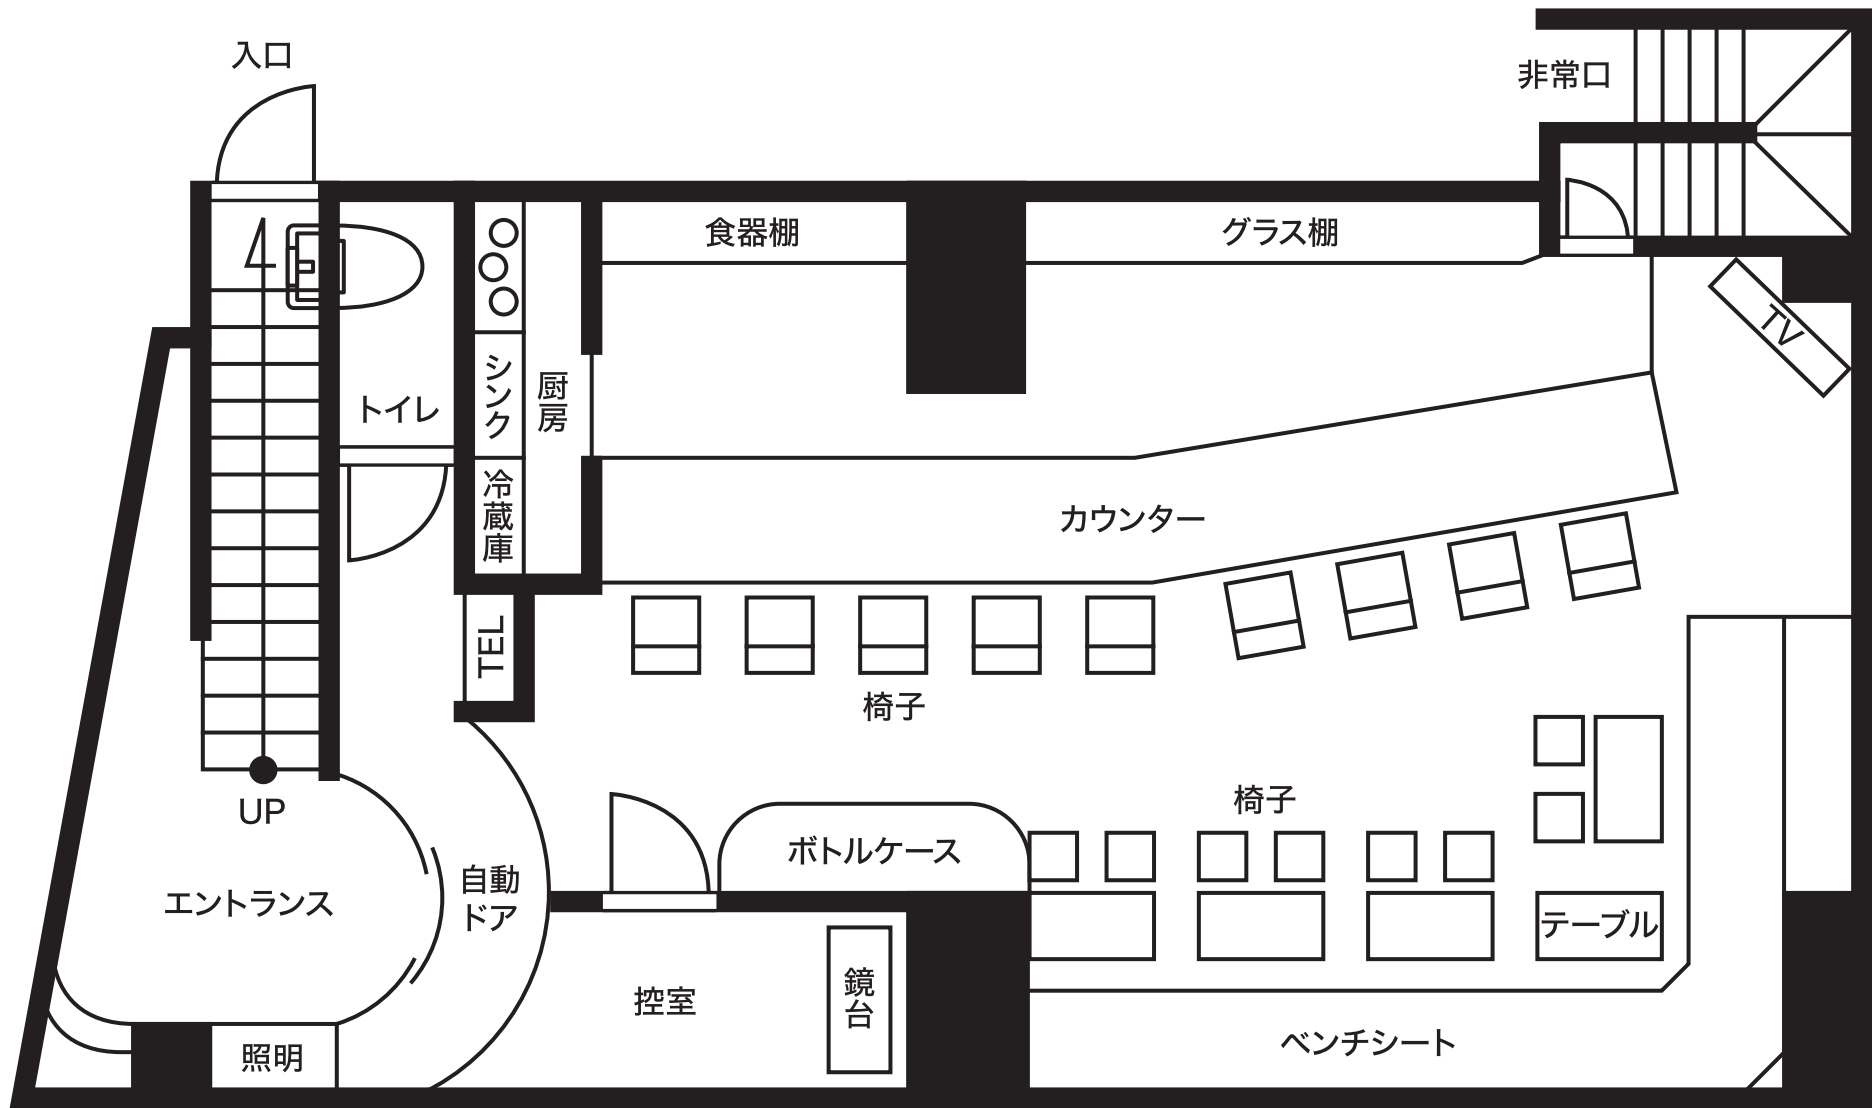 入口
非常口
食器棚
グラス棚
TV
シンク
厨房
トイレ
冷蔵庫
カウンター
TEL
椅子
UP
椅子
ボトルケース
自動
ドア
エントランス
テーブル
鏡台
控室
照明
ベンチシート